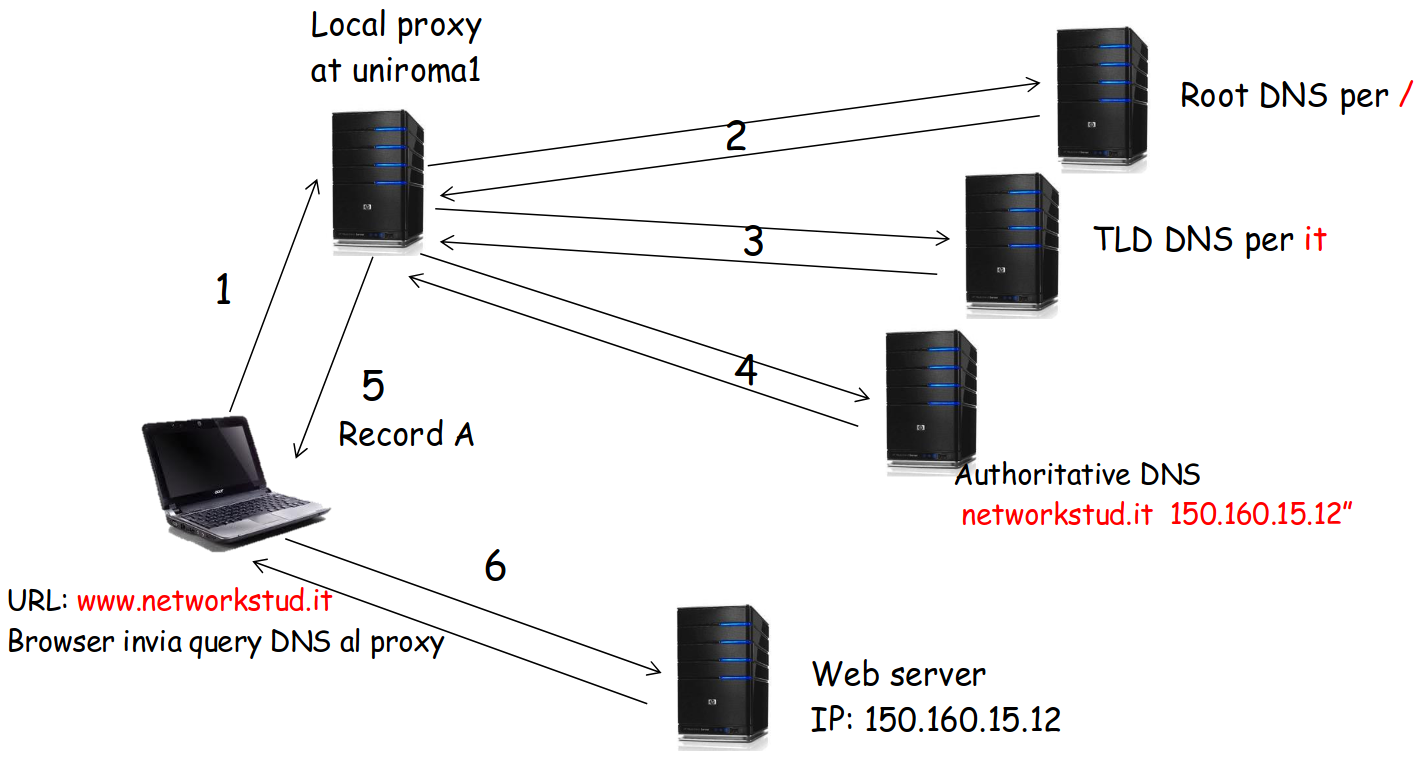 Local proxy
at uniroma1
Root DNS per /
2
TLD DNS per it
3
1
4
5
Record A
Authoritative DNS
networkstud.it 150.160.15.12”
6
URL: www.networkstud.it
Browser invia query DNS al proxy
Web server
IP: 150.160.15.12